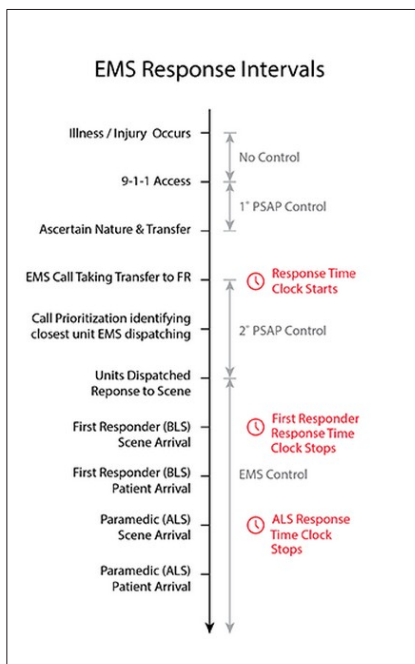 EMS Response Intervals
Illness / Injury Occurs
No Control
9-1-1 Access
1° PSAP Control
Ascertain Nature & Transfer
EMS Call Taking Transfer to FR
Response Time
Clock Starts
Call Prioritization identifying
closest unit EMS dispatching
2° PSAP Control
Units Dispatched
Reponse to Scene
First Responder (BLS)
Scene Arrival
First Responder
Response Time
Clock Stops
First Responder (BLS)
Patient Arrival
EMS Control
Paramedic (ALS)
Scene Arrival
ALS Response
Time Clock
Stops
Paramedic (ALS)
Patient Arrival